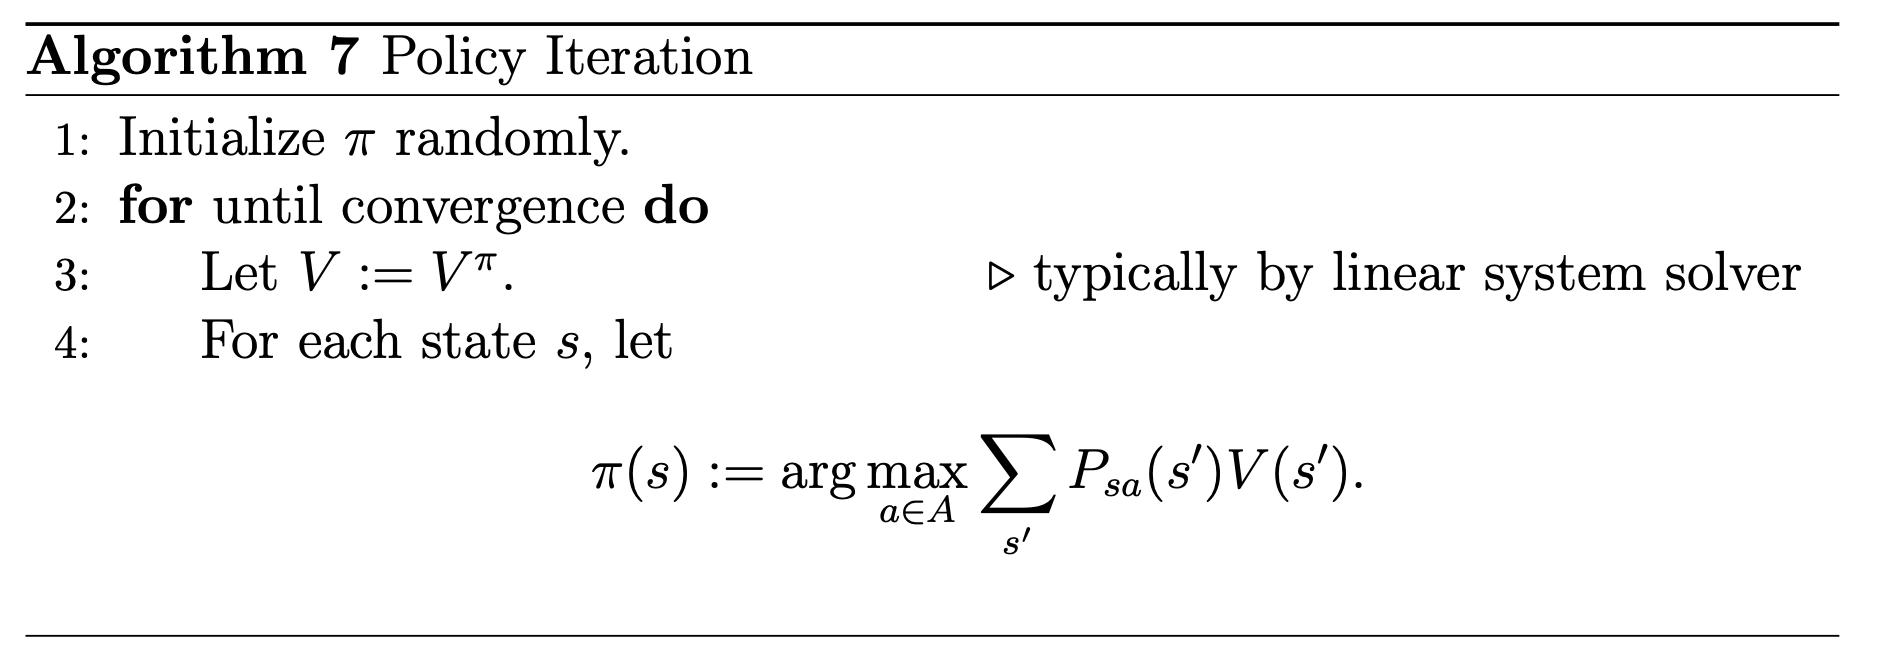 Algorithm 7 Policy Iteration
1: Initialize π randomly.
2: for until convergence do
3: Let V := V^π. ▷ typically by linear system solver
4: For each state s, let
π(s) := arg max_{a∈A} ∑_{s′} P_{sa}(s′)V(s′).